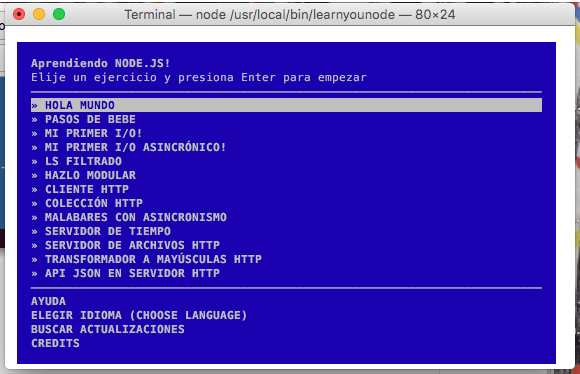 Terminal — node /usr/local/bin/learnyounode — 80×24
Aprendiendo NODE.JS!
Elije un ejercicio y presiona Enter para empezar
» HOLA MUNDO
» PASOS DE BEBE
» MI PRIMER I/O!
» MI PRIMER I/O ASINCRÓNICO!
» LS FILTRADO
» HAZLO MODULAR
» CLIENTE HTTP
» COLECCIÓN HTTP
» MALABARES CON ASINCRONISMO
» SERVIDOR DE TIEMPO
» SERVIDOR DE ARCHIVOS HTTP
» TRANSFORMADOR A MAYÚSCULAS HTTP
» API JSON EN SERVIDOR HTTP
AYUDA
ELEGIR IDIOMA (CHOOSE LANGUAGE)
BUSCAR ACTUALIZACIONES
CREDITS